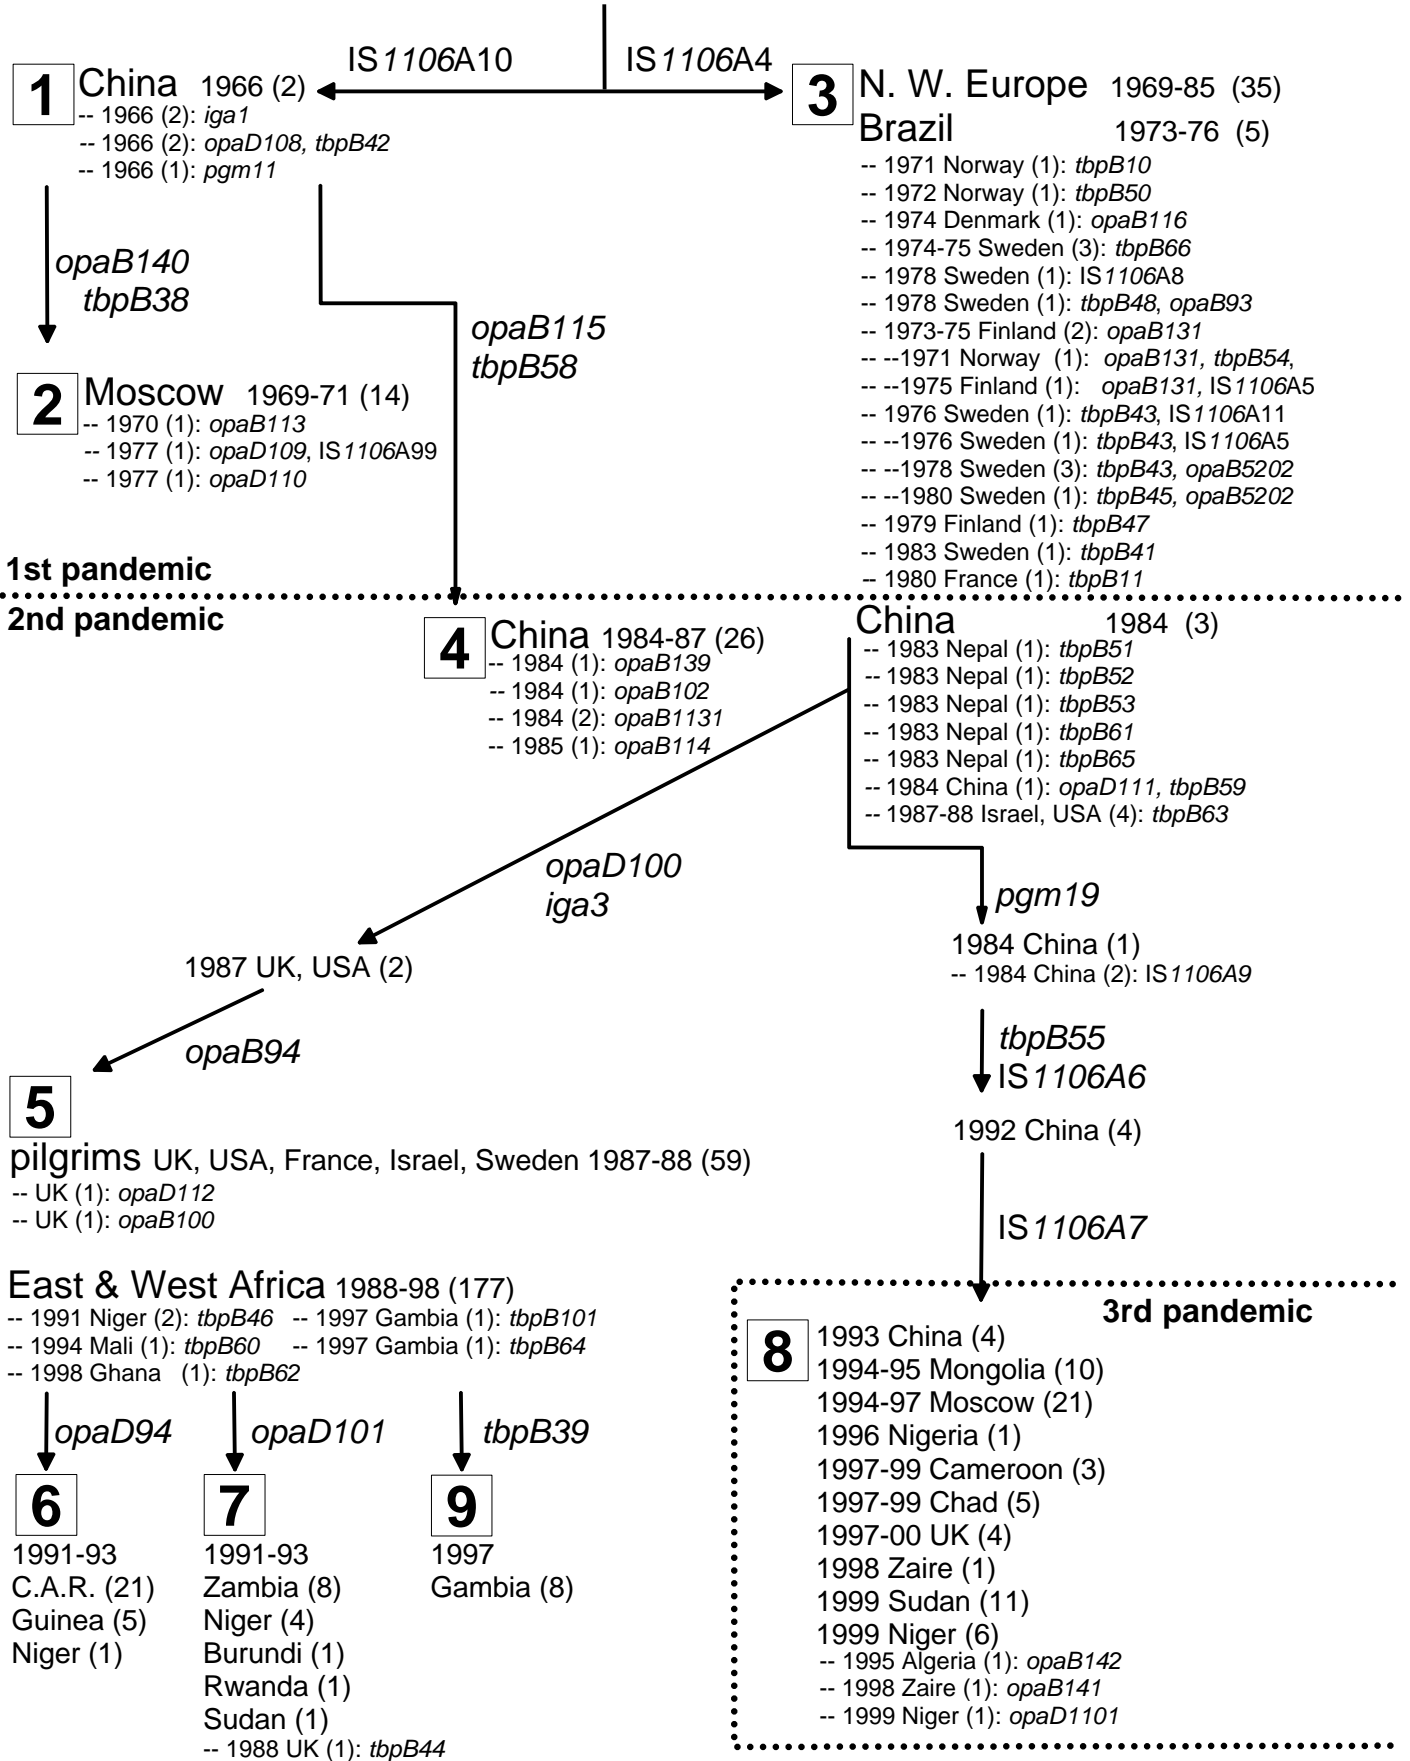 IS1106A10
IS1106A4
1
China 1966 (2)
-- 1966 (2): iga1
-- 1966 (2): opaD108, tbpB42
-- 1966 (1): pgm11
3
N. W. Europe 1969-85 (35)
Brazil 1973-76 (5)
-- 1971 Norway (1): tbpB10
-- 1972 Norway (1): tbpB50
-- 1974 Denmark (1): opaB116
-- 1974-75 Sweden (3): tbpB66
-- 1978 Sweden (1): IS1106A8
-- 1978 Sweden (1): tbpB48, opaB93
-- 1973-75 Finland (2): opaB131
-- --1971 Norway (1): opaB131, tbpB54,
-- --1975 Finland (1): opaB131, IS1106A5
-- 1976 Sweden (1): tbpB43, IS1106A11
-- --1976 Sweden (1): tbpB43, IS1106A5
-- --1978 Sweden (3): tbpB43, opaB5202
-- --1980 Sweden (1): tbpB45, opaB5202
-- 1979 Finland (1): tbpB47
-- 1983 Sweden (1): tbpB41
-- 1980 France (1): tbpB11
opaB140
tbpB38
opaB115
tbpB58
2
Moscow 1969-71 (14)
-- 1970 (1): opaB113
-- 1977 (1): opaD109, IS1106A99
-- 1977 (1): opaD110
1st pandemic
2nd pandemic
4
China 1984-87 (26)
-- 1984 (1): opaB139
-- 1984 (1): opaB102
-- 1984 (2): opaB1131
-- 1985 (1): opaB114
China 1984 (3)
-- 1983 Nepal (1): tbpB51
-- 1983 Nepal (1): tbpB52
-- 1983 Nepal (1): tbpB53
-- 1983 Nepal (1): tbpB61
-- 1983 Nepal (1): tbpB65
-- 1984 China (1): opaD111, tbpB59
-- 1987-88 Israel, USA (4): tbpB63
opaD100
iga3
pgm19
1987 UK, USA (2)
1984 China (1)
-- 1984 China (2): IS1106A9
opaB94
tbpB55
IS1106A6
5
pilgrims UK, USA, France, Israel, Sweden 1987-88 (59)
-- UK (1): opaD112
-- UK (1): opaB100
1992 China (4)
IS1106A7
East & West Africa 1988-98 (177)
-- 1991 Niger (2): tbpB46 -- 1997 Gambia (1): tbpB101
-- 1994 Mali (1): tbpB60 -- 1997 Gambia (1): tbpB64
-- 1998 Ghana (1): tbpB62
opaD94
opaD101
tbpB39
6
1991-93
C.A.R. (21)
Guinea (5)
Niger (1)
7
1991-93
Zambia (8)
Niger (4)
Burundi (1)
Rwanda (1)
Sudan (1)
-- 1988 UK (1): tbpB44
9
1997
Gambia (8)
3rd pandemic
8
1993 China (4)
1994-95 Mongolia (10)
1994-97 Moscow (21)
1996 Nigeria (1)
1997-99 Cameroon (3)
1997-99 Chad (5)
1997-00 UK (4)
1998 Zaire (1)
1999 Sudan (11)
1999 Niger (6)
-- 1995 Algeria (1): opaB142
-- 1998 Zaire (1): opaB141
-- 1999 Niger (1): opaD1101